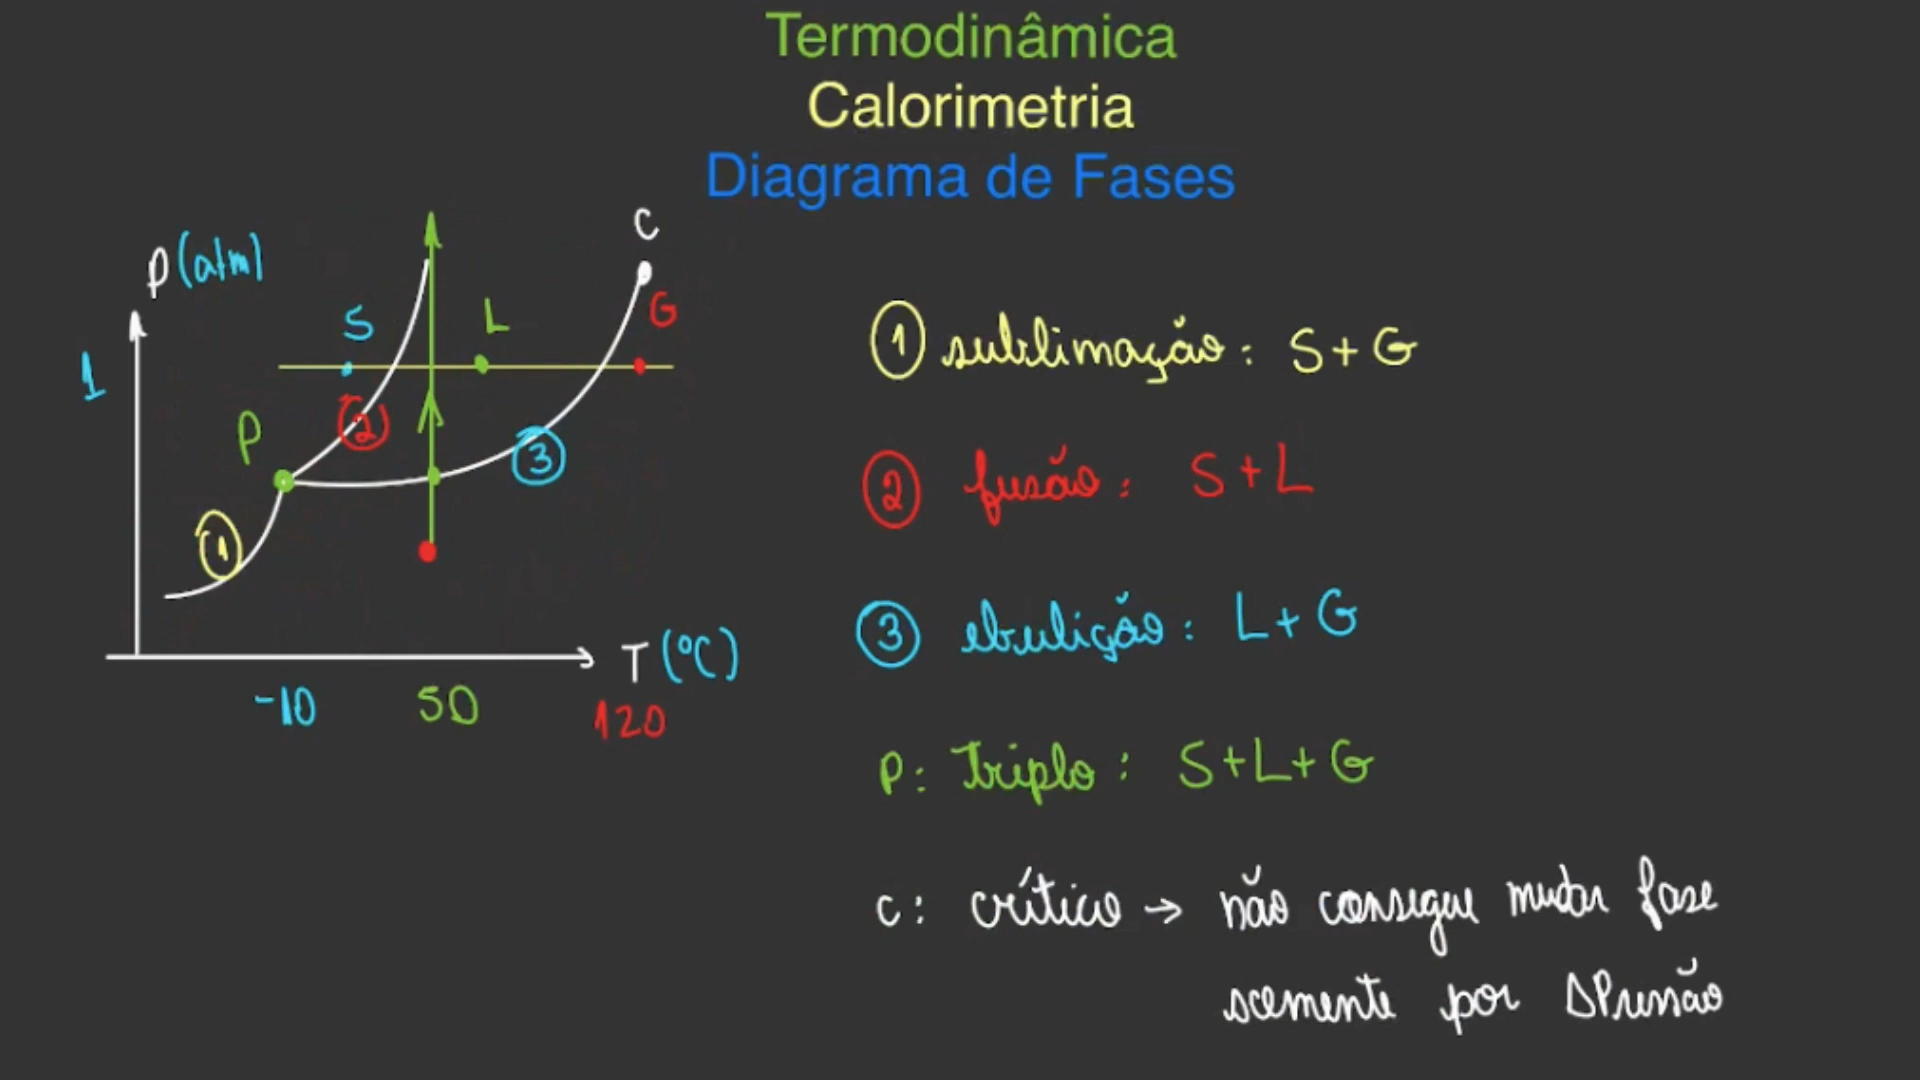 Termodinâmica
Calorimetria
Diagrama de Fases
C
P (atm)
G
S
L
1
P
2
3
1
T (°C)
-10
50
120
1 sublimação: S+G
2 fusão: S+L
3 ebulição: L+G
P: Triplo: S+L+G
C: crítico → não consegue mudar fase
somente por ΔPressão